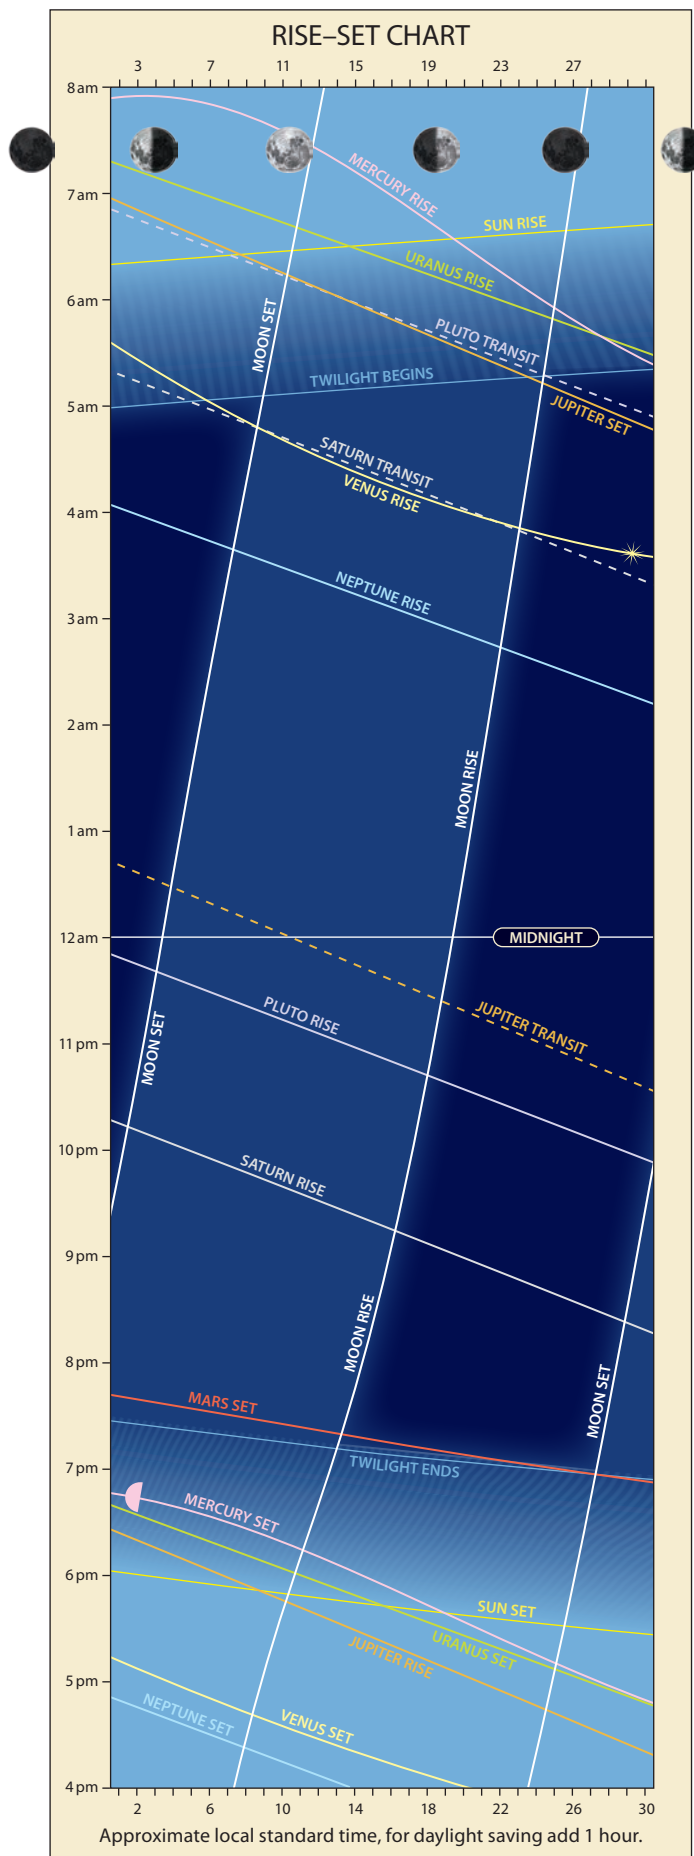 RISE–SET CHART
3 7 11 15 19 23 27
8 am
MERCURY RISE
7 am
SUN RISE
URANUS RISE
6 am
MOON SET
PLUTO TRANSIT
TWILIGHT BEGINS
JUPITER SET
5 am
SATURN TRANSIT
VENUS RISE
4 am
NEPTUNE RISE
3 am
2 am
MOON RISE
1 am
12 am
MIDNIGHT
PLUTO RISE
JUPITER TRANSIT
11 pm
MOON SET
10 pm
SATURN RISE
9 pm
MOON RISE
8 pm
MOON SET
MARS SET
7 pm
TWILIGHT ENDS
MERCURY SET
6 pm
SUN SET
URANUS SET
JUPITER RISE
5 pm
NEPTUNE SET
VENUS SET
4 pm
2 6 10 14 18 22 26 30
Approximate local standard time, for daylight saving add 1 hour.